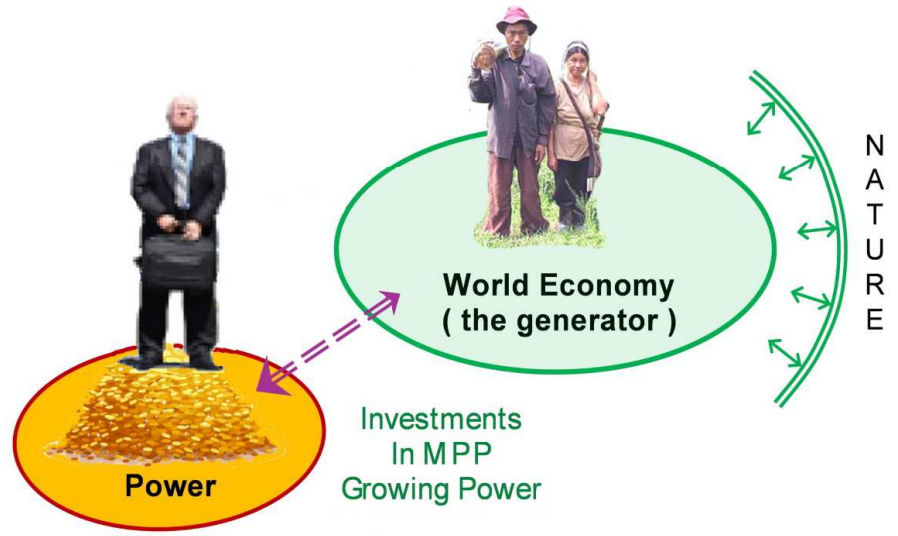 World Economy
( the generator )
N
A
T
U
R
E
Investments
In MPP
Growing Power
Power